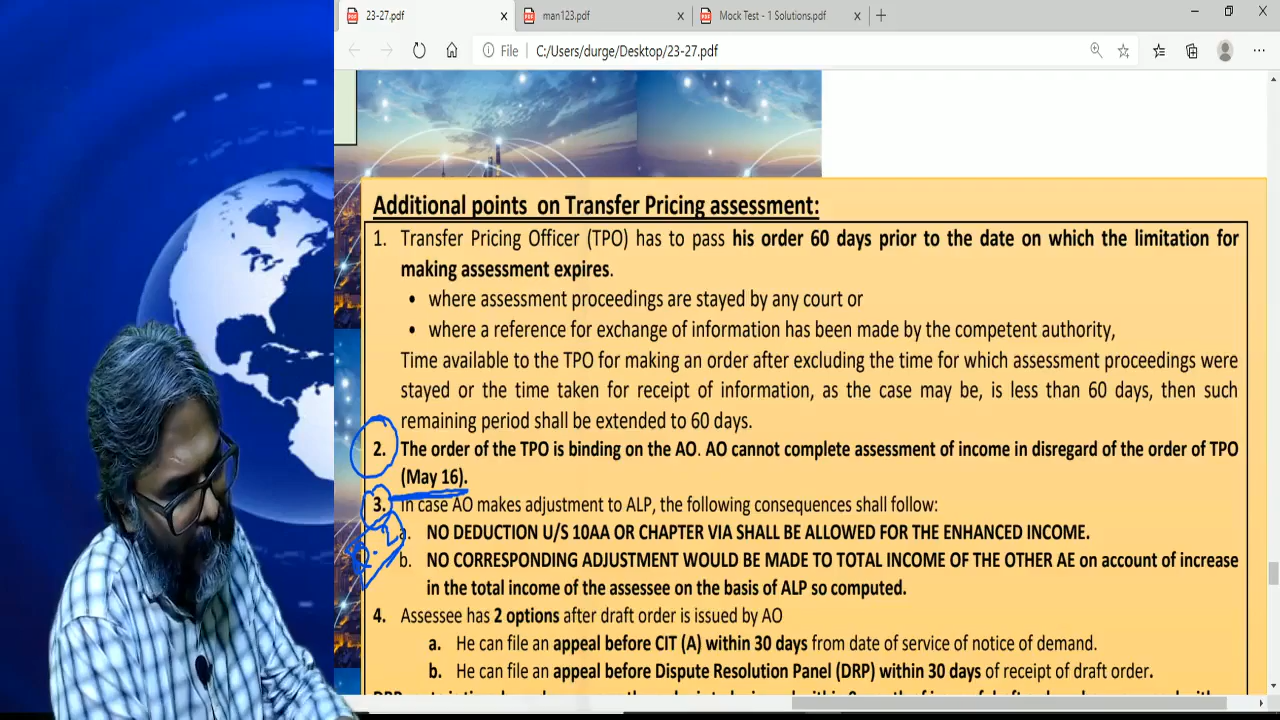 23-27.pdf
man123.pdf
Mock Test - 1 Solutions.pdf
File C:/Users/durge/Desktop/23-27.pdf
Additional points on Transfer Pricing assessment:
1. Transfer Pricing Officer (TPO) has to pass his order 60 days prior to the date on which the limitation for
making assessment expires.
• where assessment proceedings are stayed by any court or
• where a reference for exchange of information has been made by the competent authority,
Time available to the TPO for making an order after excluding the time for which assessment proceedings were
stayed or the time taken for receipt of information, as the case may be, is less than 60 days, then such
remaining period shall be extended to 60 days.
2. The order of the TPO is binding on the AO. AO cannot complete assessment of income in disregard of the order of TPO
(May 16).
3. In case AO makes adjustment to ALP, the following consequences shall follow:
a. NO DEDUCTION U/S 10AA OR CHAPTER VIA SHALL BE ALLOWED FOR THE ENHANCED INCOME.
b. NO CORRESPONDING ADJUSTMENT WOULD BE MADE TO TOTAL INCOME OF THE OTHER AE on account of increase
in the total income of the assessee on the basis of ALP so computed.
4. Assessee has 2 options after draft order is issued by AO
a. He can file an appeal before CIT (A) within 30 days from date of service of notice of demand.
b. He can file an appeal before Dispute Resolution Panel (DRP) within 30 days of receipt of draft order.